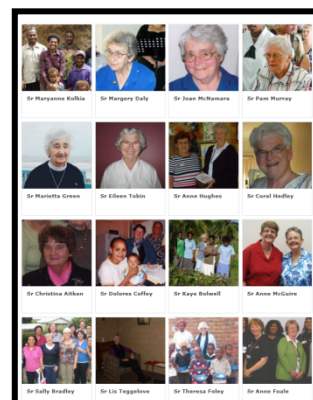 Sr Maryanne Kolkia
Sr Margery Daly
Sr Joan McNamara
Sr Pam Murray
Sr Marietta Green
Sr Eileen Tobin
Sr Anne Hughes
Sr Coral Hedley
Sr Christina Aitken
Sr Dolores Coffey
Sr Kaye Bolwell
Sr Anne McGuire
Sr Sally Bradley
Sr Lis Teggelove
Sr Theresa Foley
Sr Anne Foale